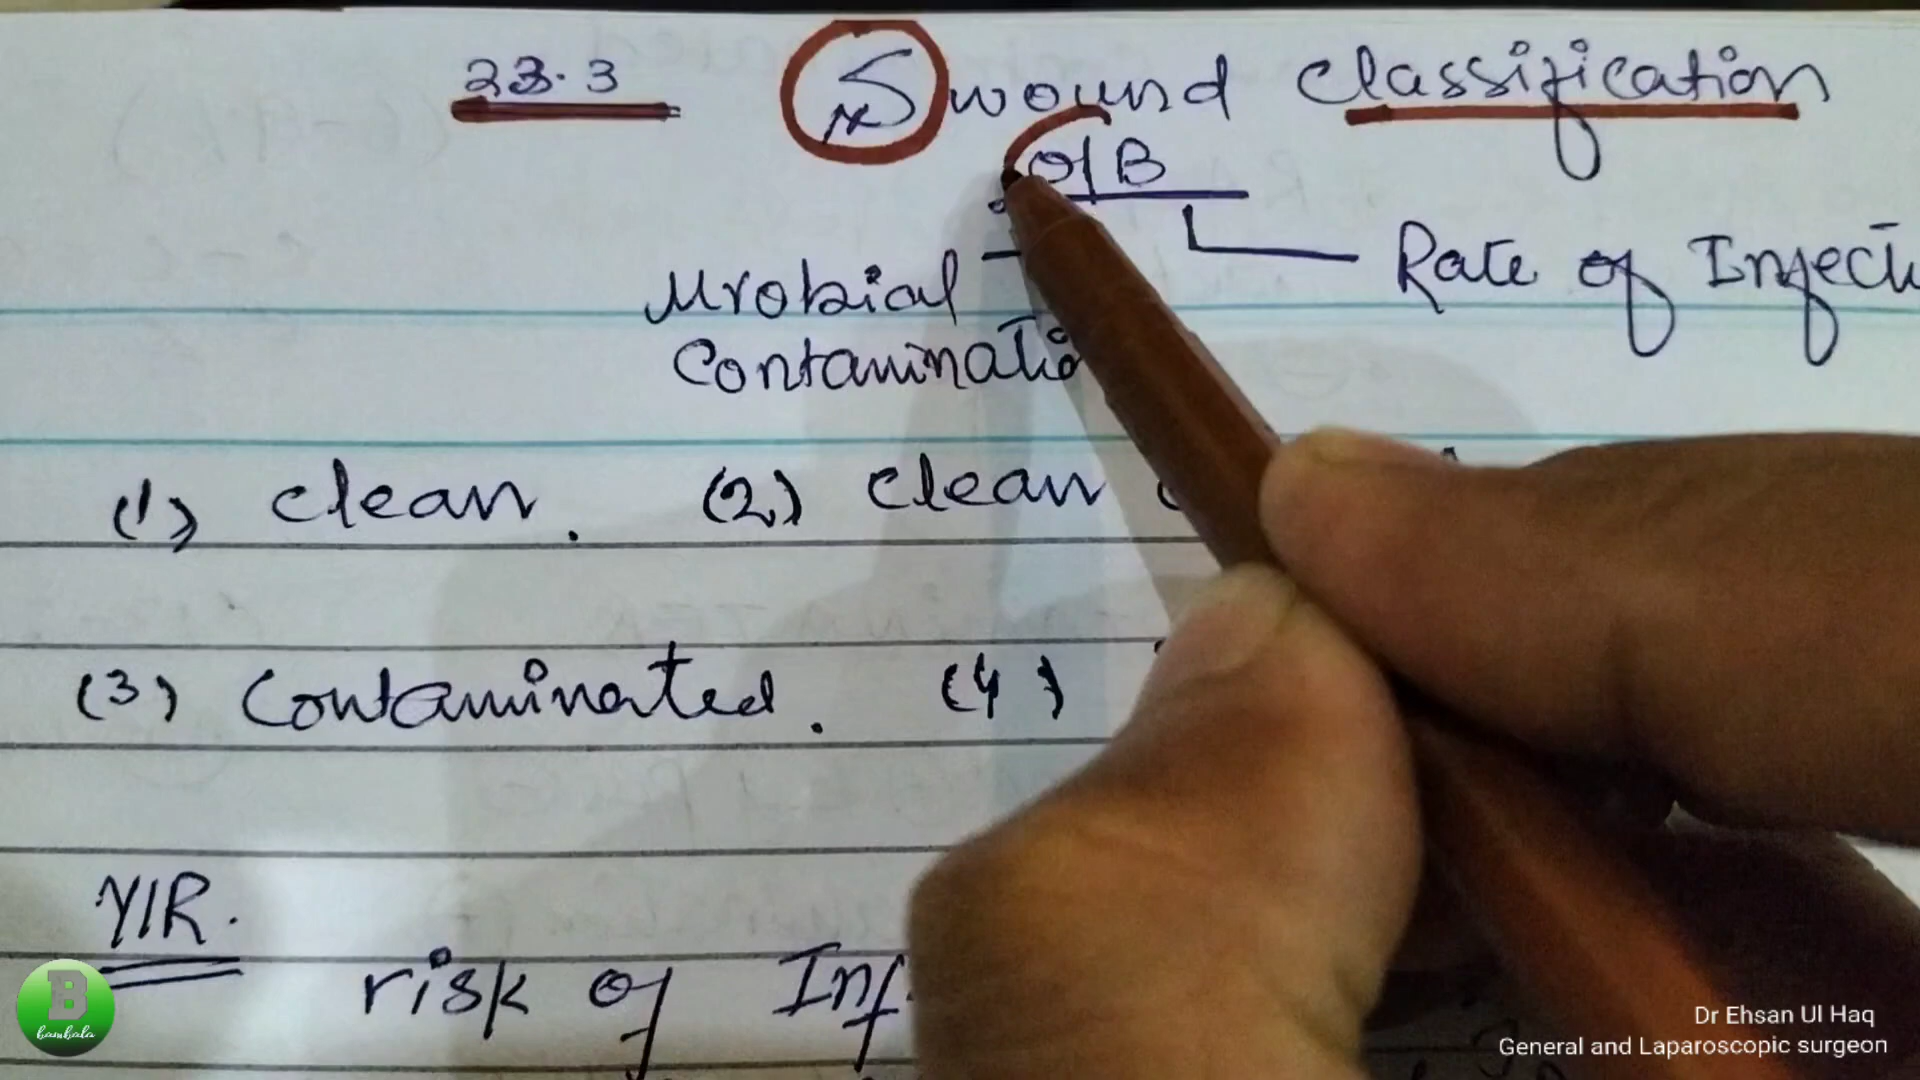 23.3 S wound classification
O/B
Mrobial
Rate of Infecti
Contaminatio
(1) clean. (2) clean
(3) Contaminated. (4)
Y/R.
risk of Inf
B
bambala
Dr Ehsan Ul Haq
General and Laparoscopic surgeon